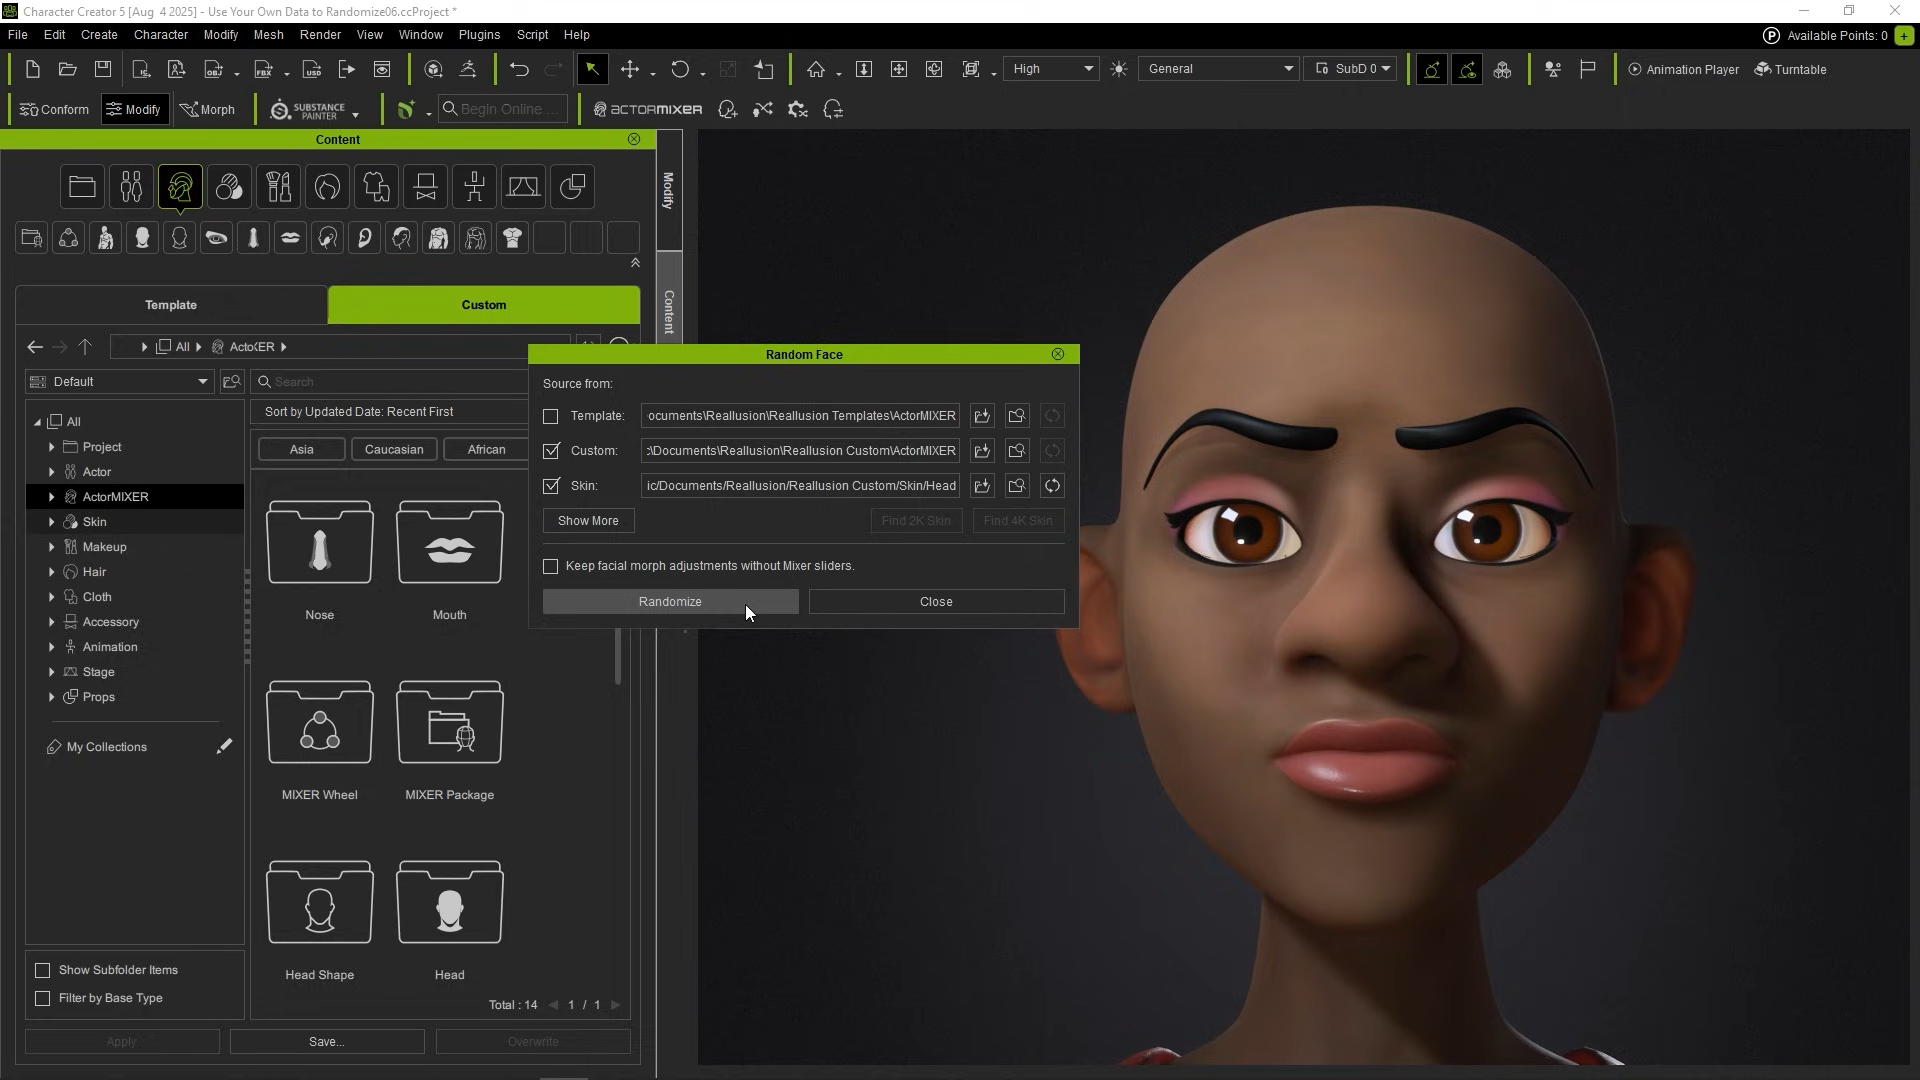 Character Creator 5 [Aug  4 2025] - Use Your Own Data to Randomize06.ccProject *
File Edit Create Character Modify Mesh Render View Window Plugins Script Help
Available Points: 0
High
General
SubD 0
Animation Player
Turntable
Conform
Modify
Morph
SUBSTANCE PAINTER
Begin Online ...
ACTORMIXER
Content
Modify
Content
Template
Custom
All
Default
Search
All
Project
Actor
ActorMIXER
Skin
Makeup
Hair
Cloth
Accessory
Animation
Stage
Props
My Collections
Sort by Updated Date: Recent First
Asia
Caucasian
African
Nose
Mouth
MIXER Wheel
MIXER Package
Head Shape
Head
Total : 14
1 / 1
Show Subfolder Items
Filter by Base Type
Apply
Save...
Overwrite
Random Face
Source from:
Template:
ocuments\Reallusion\Reallusion Templates\ActorMIXER
Custom:
:\Documents\Reallusion\Reallusion Custom\ActorMIXER
Skin:
ic/Documents/Reallusion/Reallusion Custom/Skin/Head
Show More
Find 2K Skin
Find 4K Skin
Keep facial morph adjustments without Mixer sliders.
Randomize
Close